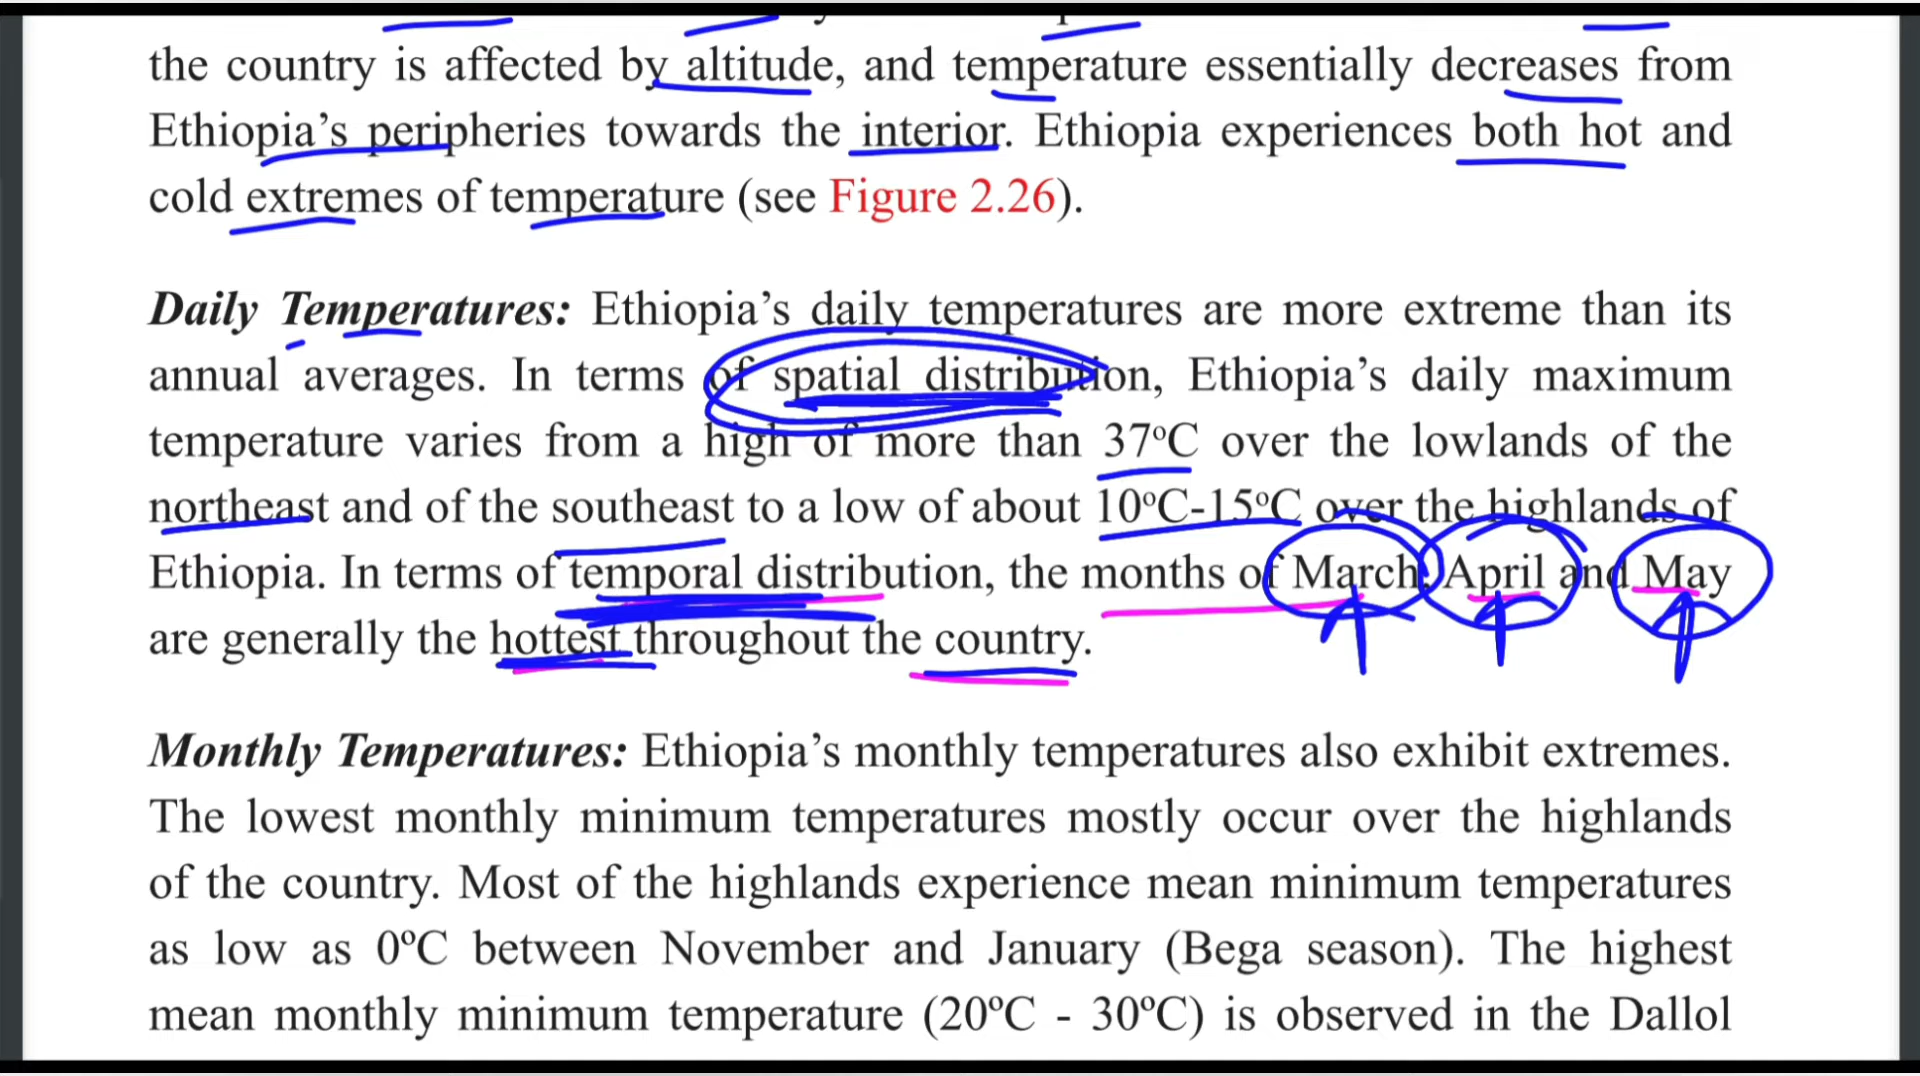 the country is affected by altitude, and temperature essentially decreases from
Ethiopia’s peripheries towards the interior. Ethiopia experiences both hot and
cold extremes of temperature (see Figure 2.26).
Daily Temperatures: Ethiopia’s daily temperatures are more extreme than its
annual averages. In terms of spatial distribution, Ethiopia’s daily maximum
temperature varies from a high of more than 37ºC over the lowlands of the
northeast and of the southeast to a low of about 10ºC-15ºC over the highlands of
Ethiopia. In terms of temporal distribution, the months of March, April and May
are generally the hottest throughout the country.
Monthly Temperatures: Ethiopia’s monthly temperatures also exhibit extremes.
The lowest monthly minimum temperatures mostly occur over the highlands
of the country. Most of the highlands experience mean minimum temperatures
as low as 0ºC between November and January (Bega season). The highest
mean monthly minimum temperature (20ºC - 30ºC) is observed in the Dallol